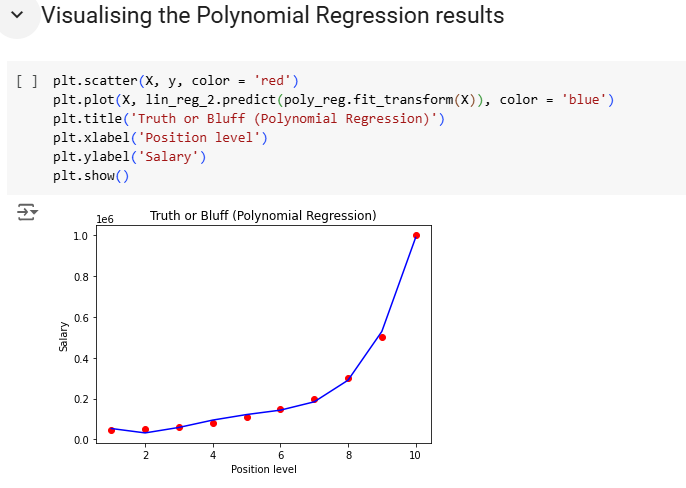 Visualising the Polynomial Regression results
[ ] plt.scatter(X, y, color = 'red')
plt.plot(X, lin_reg_2.predict(poly_reg.fit_transform(X)), color = 'blue')
plt.title('Truth or Bluff (Polynomial Regression)')
plt.xlabel('Position level')
plt.ylabel('Salary')
plt.show()
1e6
Truth or Bluff (Polynomial Regression)
1.0
0.8
0.6
0.4
0.2
0.0
Salary
2 4 6 8 10
Position level